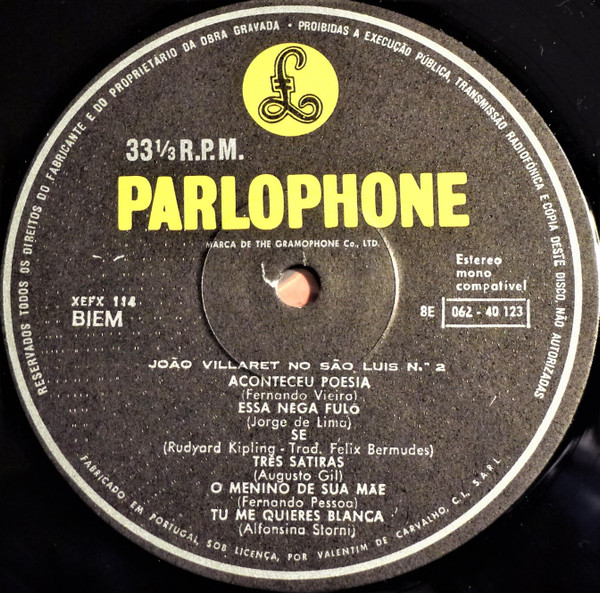 RESERVADOS TODOS OS DIREITOS DO FABRICANTE E DO PROPRIETÁRIO DA OBRA GRAVADA • PROIBIDAS A EXECUÇÃO PÚBLICA, TRANSMISSÃO RADIOFÓNICA E CÓPIA DESTE DISCO, NÃO AUTORIZADAS
£
33 1/3 R.P.M.
PARLOPHONE
MARCA DE THE GRAMOPHONE Co., LTD.
XEFX 114
BIEM
Estereo
mono
compatível
8E 062 - 40 123
JOÃO VILLARET NO SÃO LUIS N.º 2
ACONTECEU POESIA
(Fernando Vieira)
ESSA NEGA FULÔ
(Jorge de Lima)
SE
(Rudyard Kipling - Trad. Felix Bermudes)
TRÊS SATIRAS
(Augusto Gil)
O MENINO DE SUA MÃE
(Fernando Pessoa)
TU ME QUIERES BLANCA
(Alfonsina Storni)
FABRICADO EM PORTUGAL, SOB LICENÇA, POR VALENTIM DE CARVALHO, C.I. S.A.R.L.